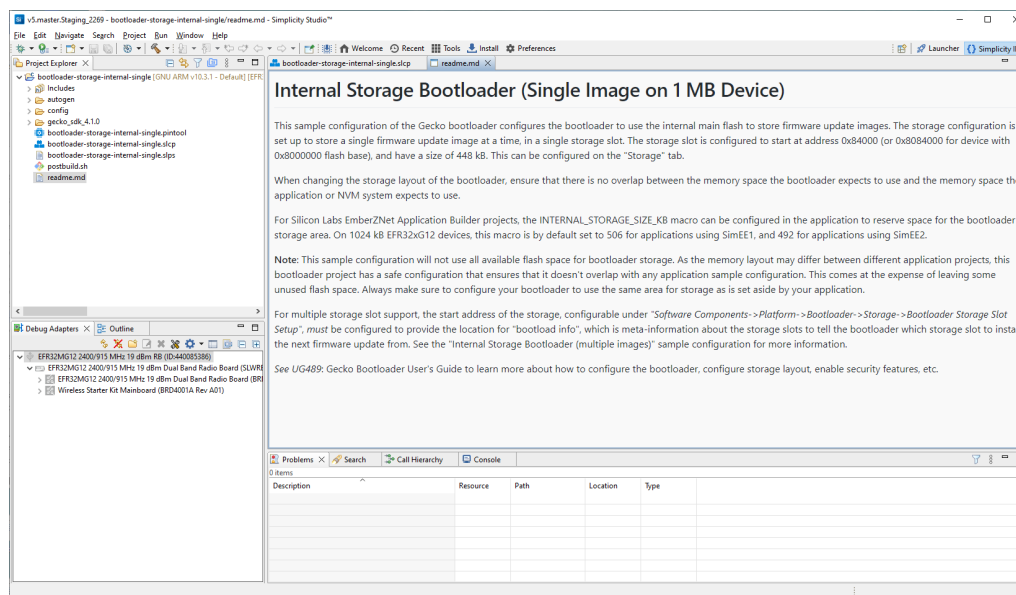 v5.master.Staging_2269 - bootloader-storage-internal-single/readme.md - Simplicity Studio™
File Edit Navigate Search Project Run Window Help
Welcome Recent Tools Install Preferences
Launcher {} Simplicity
Project Explorer
bootloader-storage-internal-single [GNU ARM v10.3.1 - Default] [EFR
Includes
autogen
config
gecko_sdk_4.1.0
bootloader-storage-internal-single.pintool
bootloader-storage-internal-single.slcp
bootloader-storage-internal-single.slps
postbuild.sh
readme.md
bootloader-storage-internal-single.slcp readme.md
Internal Storage Bootloader (Single Image on 1 MB Device)
This sample configuration of the Gecko bootloader configures the bootloader to use the internal main flash to store firmware update images. The storage configuration is
set up to store a single firmware update image at a time, in a single storage slot. The storage slot is configured to start at address 0x84000 (or 0x8084000 for device with
0x8000000 flash base), and have a size of 448 kB. This can be configured on the "Storage" tab.
When changing the storage layout of the bootloader, ensure that there is no overlap between the memory space the bootloader expects to use and the memory space the
application or NVM system expects to use.
For Silicon Labs EmberZNet Application Builder projects, the INTERNAL_STORAGE_SIZE_KB macro can be configured in the application to reserve space for the bootloader
storage area. On 1024 kB EFR32xG12 devices, this macro is by default set to 506 for applications using SimEE1, and 492 for applications using SimEE2.
Note: This sample configuration will not use all available flash space for bootloader storage. As the memory layout may differ between different application projects, this
bootloader project has a safe configuration that ensures that it doesn't overlap with any application sample configuration. This comes at the expense of leaving some
unused flash space. Always make sure to configure your bootloader to use the same area for storage as is set aside by your application.
For multiple storage slot support, the start address of the storage, configurable under "Software Components->Platform->Bootloader->Storage->Bootloader Storage Slot
Setup", must be configured to provide the location for "bootload info", which is meta-information about the storage slots to tell the bootloader which storage slot to insta
the next firmware update from. See the "Internal Storage Bootloader (multiple images)" sample configuration for more information.
See UG489: Gecko Bootloader User's Guide to learn more about how to configure the bootloader, configure storage layout, enable security features, etc.
Debug Adapters Outline
EFR32MG12 2400/915 MHz 19 dBm RB (ID:440085386)
EFR32MG12 2400/915 MHz 19 dBm Dual Band Radio Board (SLWR
EFR32MG12 2400/915 MHz 19 dBm Dual Band Radio Board (BR
Wireless Starter Kit Mainboard (BRD4001A Rev A01)
Problems Search Call Hierarchy Console
0 items
Description Resource Path Location Type